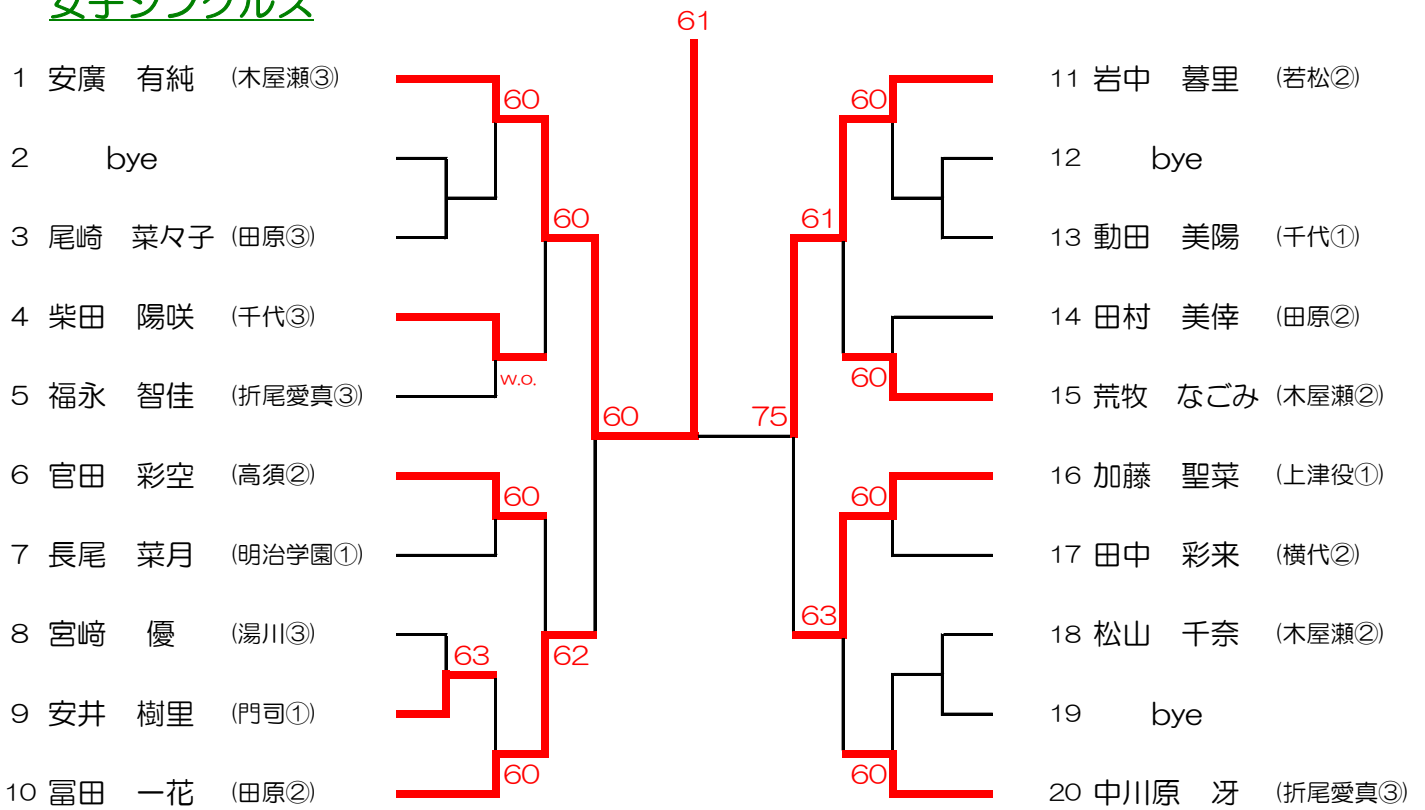 女子シングルス
61
1 安廣 有純 (木屋瀬③)
2 bye
3 尾崎 菜々子 (田原③)
4 柴田 陽咲 (千代③)
5 福永 智佳 (折尾愛真③)
6 官田 彩空 (高須②)
7 長尾 菜月 (明治学園①)
8 宮﨑 優 (湯川③)
9 安井 樹里 (門司①)
10 冨田 一花 (田原②)
60
60
w.o.
60
60
63
62
60
11 岩中 暮里 (若松②)
12 bye
13 動田 美陽 (千代①)
14 田村 美倖 (田原②)
15 荒牧 なごみ (木屋瀬②)
16 加藤 聖菜 (上津役①)
17 田中 彩来 (横代②)
18 松山 千奈 (木屋瀬②)
19 bye
20 中川原 冴 (折尾愛真③)
60
61
60
75
60
63
60